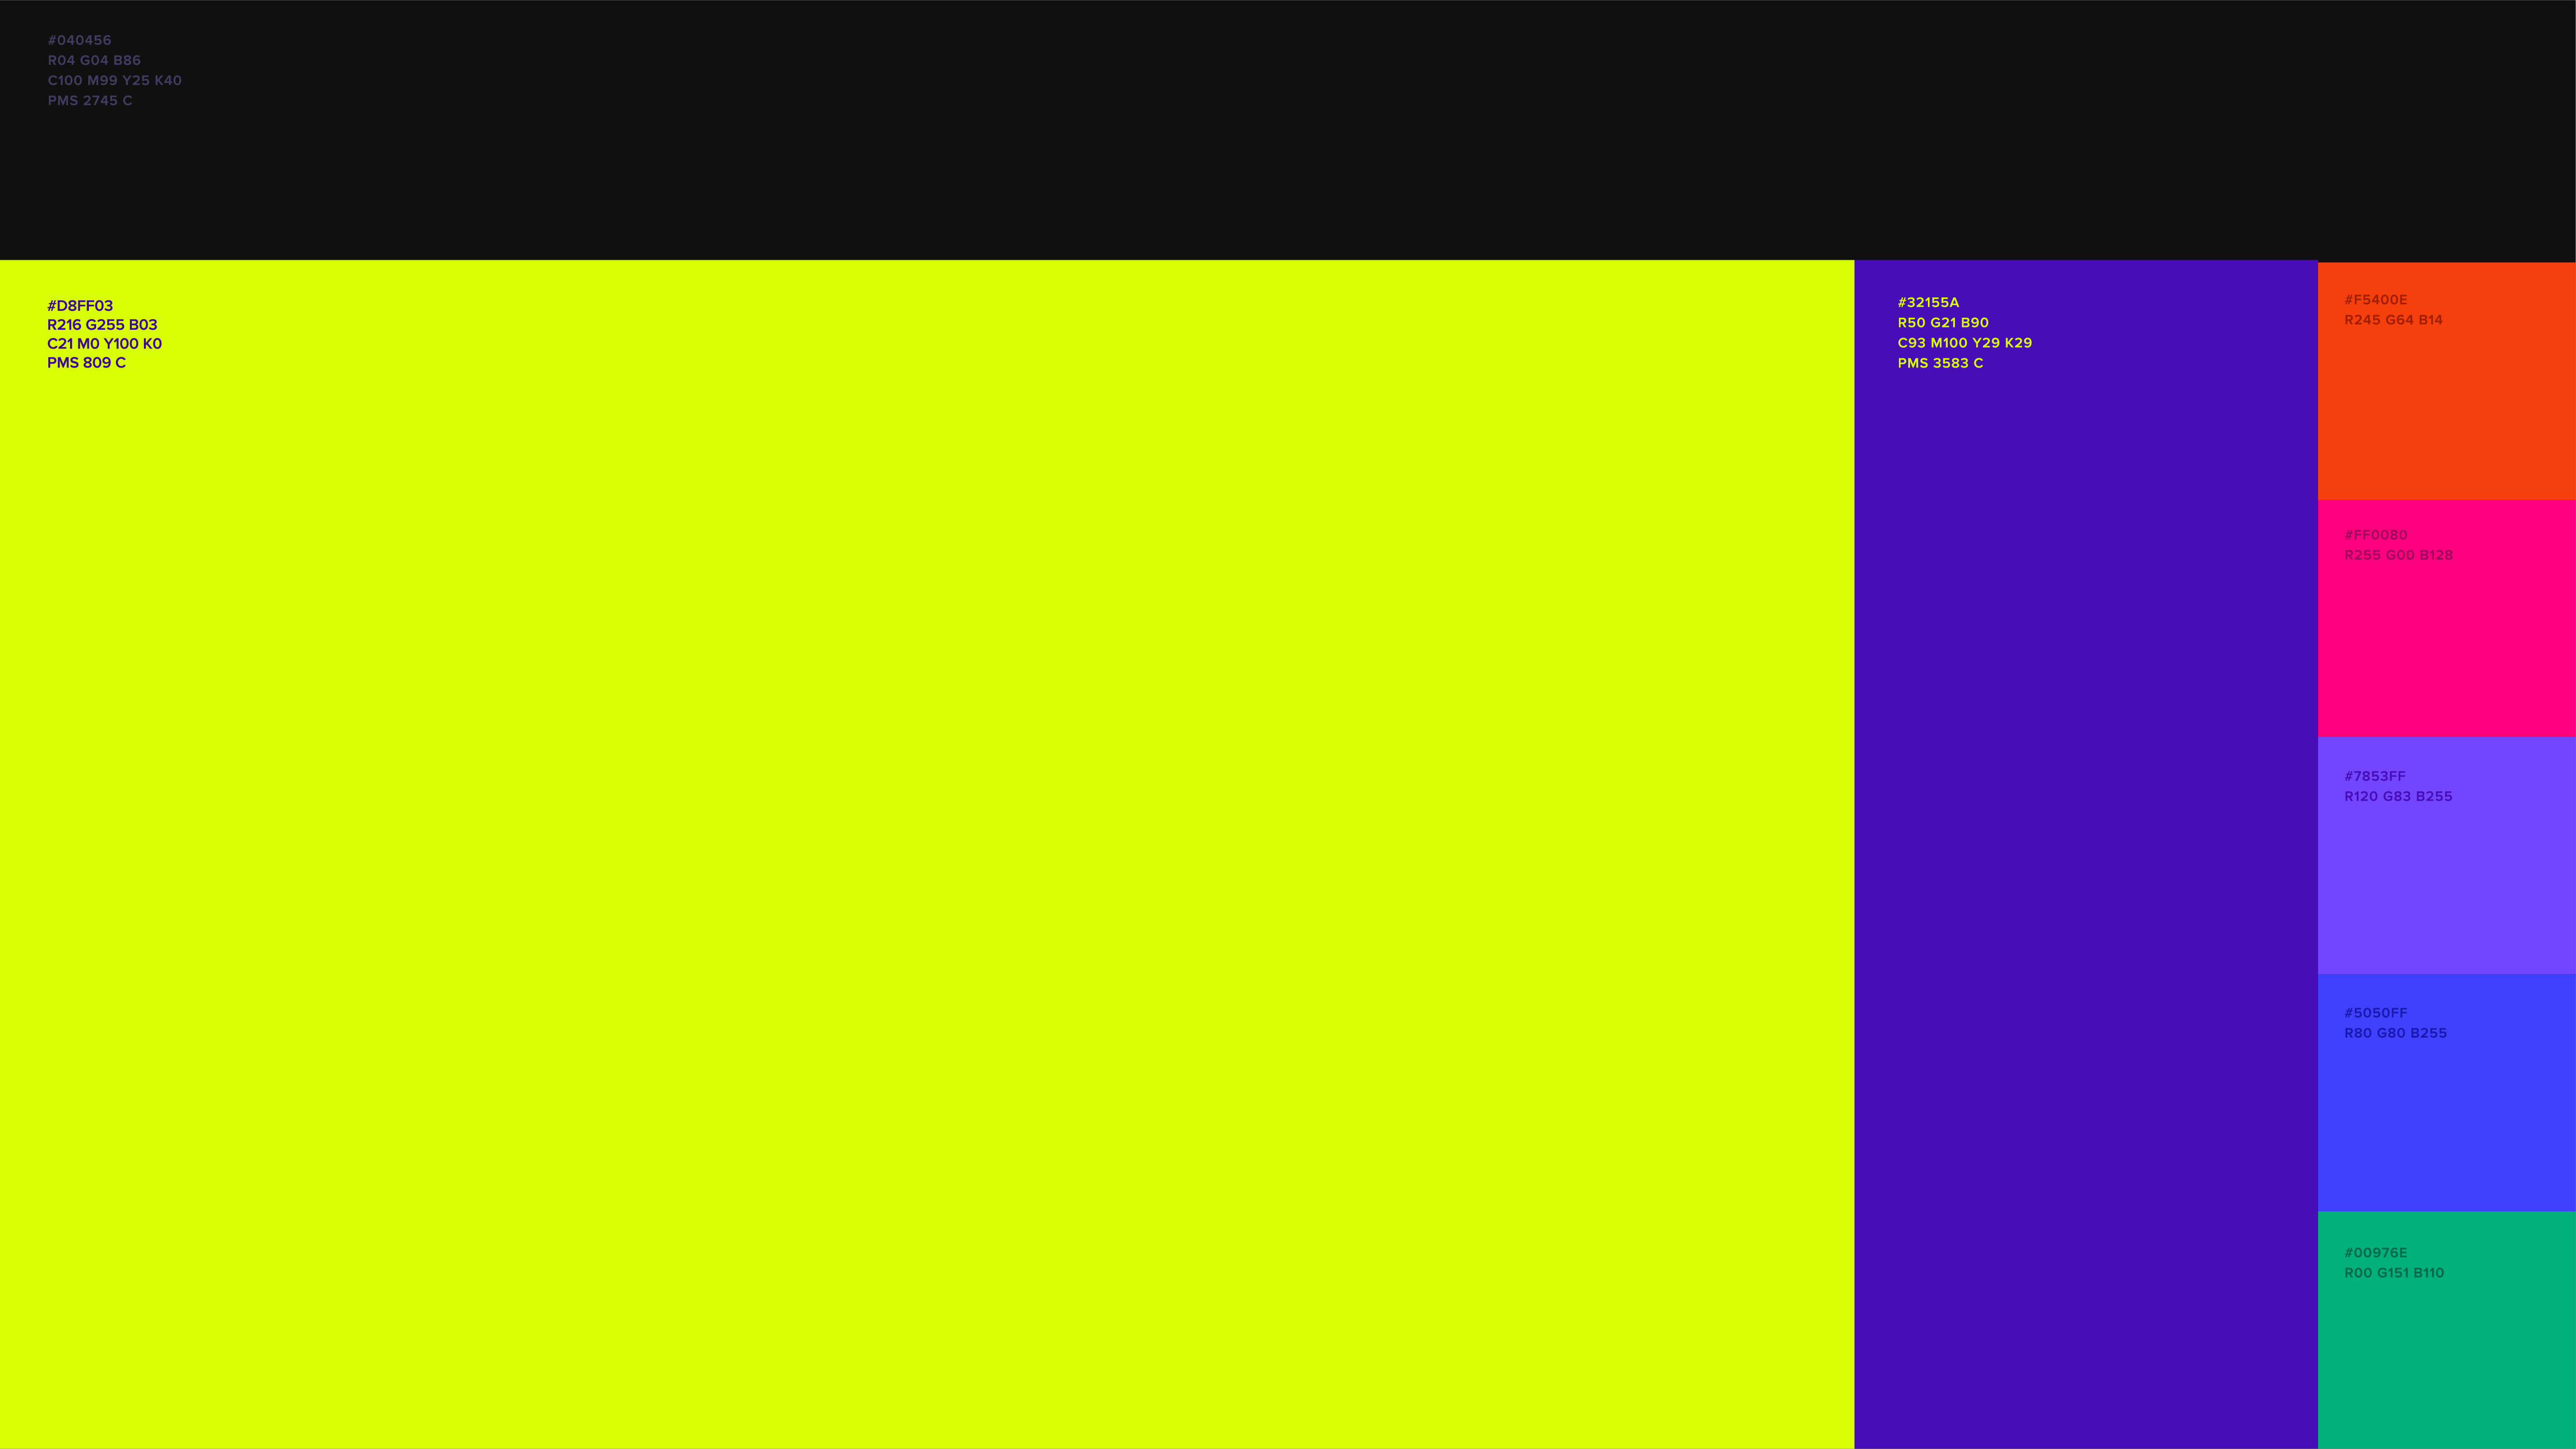 #040456
R04 G04 B86
C100 M99 Y25 K40
PMS 2745 C
#D8FF03
R216 G255 B03
C21 M0 Y100 K0
PMS 809 C
#32155A
R50 G21 B90
C93 M100 Y29 K29
PMS 3583 C
#F5400E
R245 G64 B14
#FF0080
R255 G00 B128
#7853FF
R120 G83 B255
#5050FF
R80 G80 B255
#00976E
R00 G151 B110